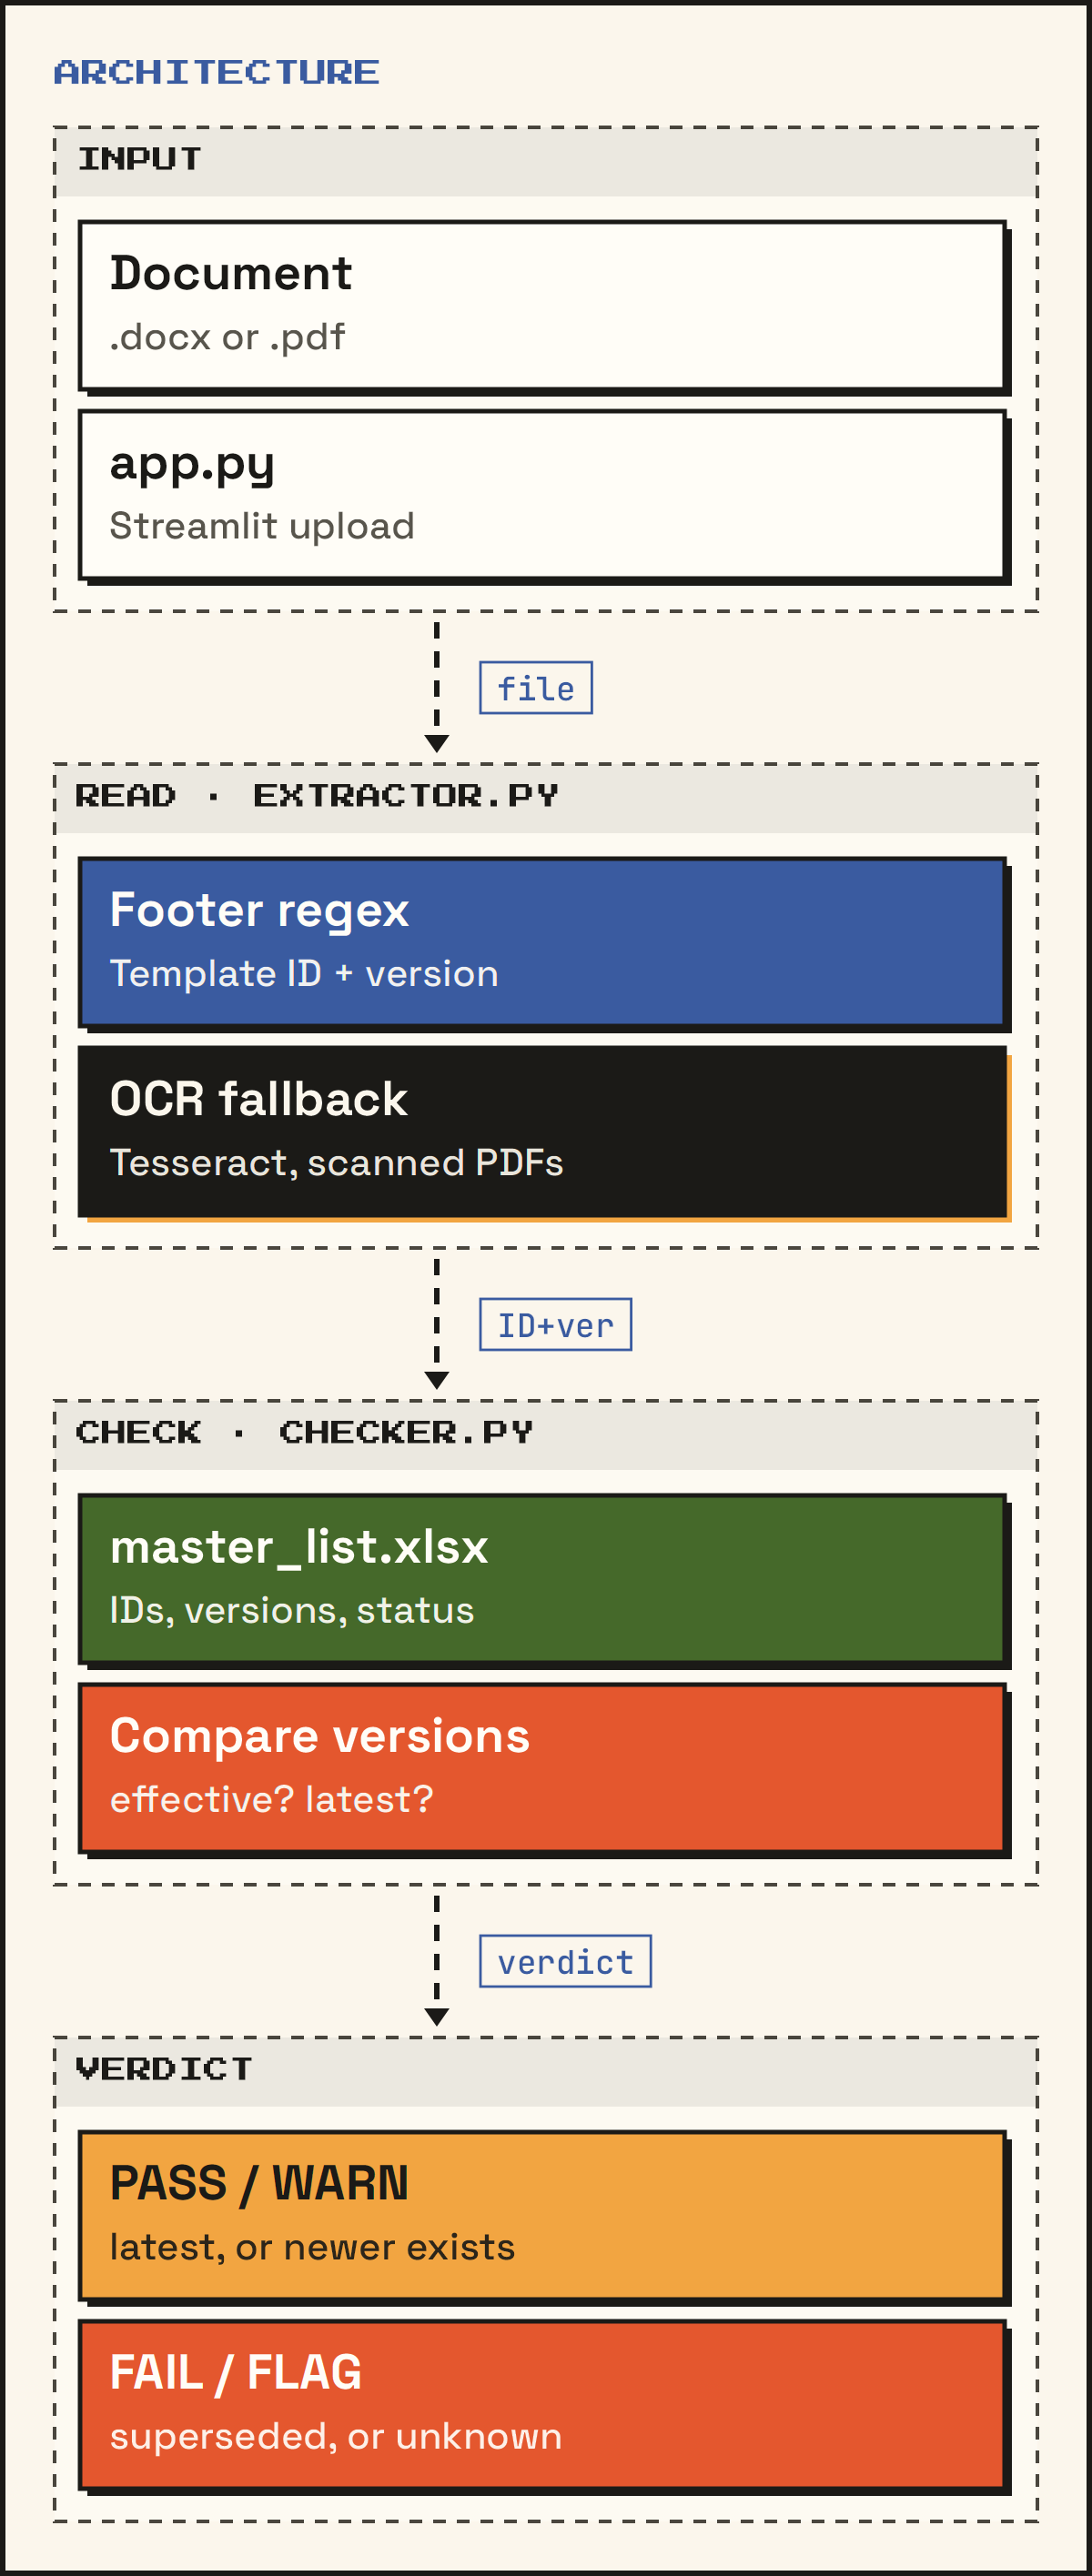 ARCHITECTURE
INPUT
Document
.docx or .pdf
app.py
Streamlit upload
file
READ · EXTRACTOR.PY
Footer regex
Template ID + version
OCR fallback
Tesseract, scanned PDFs
ID+ver
CHECK · CHECKER.PY
master_list.xlsx
IDs, versions, status
Compare versions
effective? latest?
verdict
VERDICT
PASS / WARN
latest, or newer exists
FAIL / FLAG
superseded, or unknown